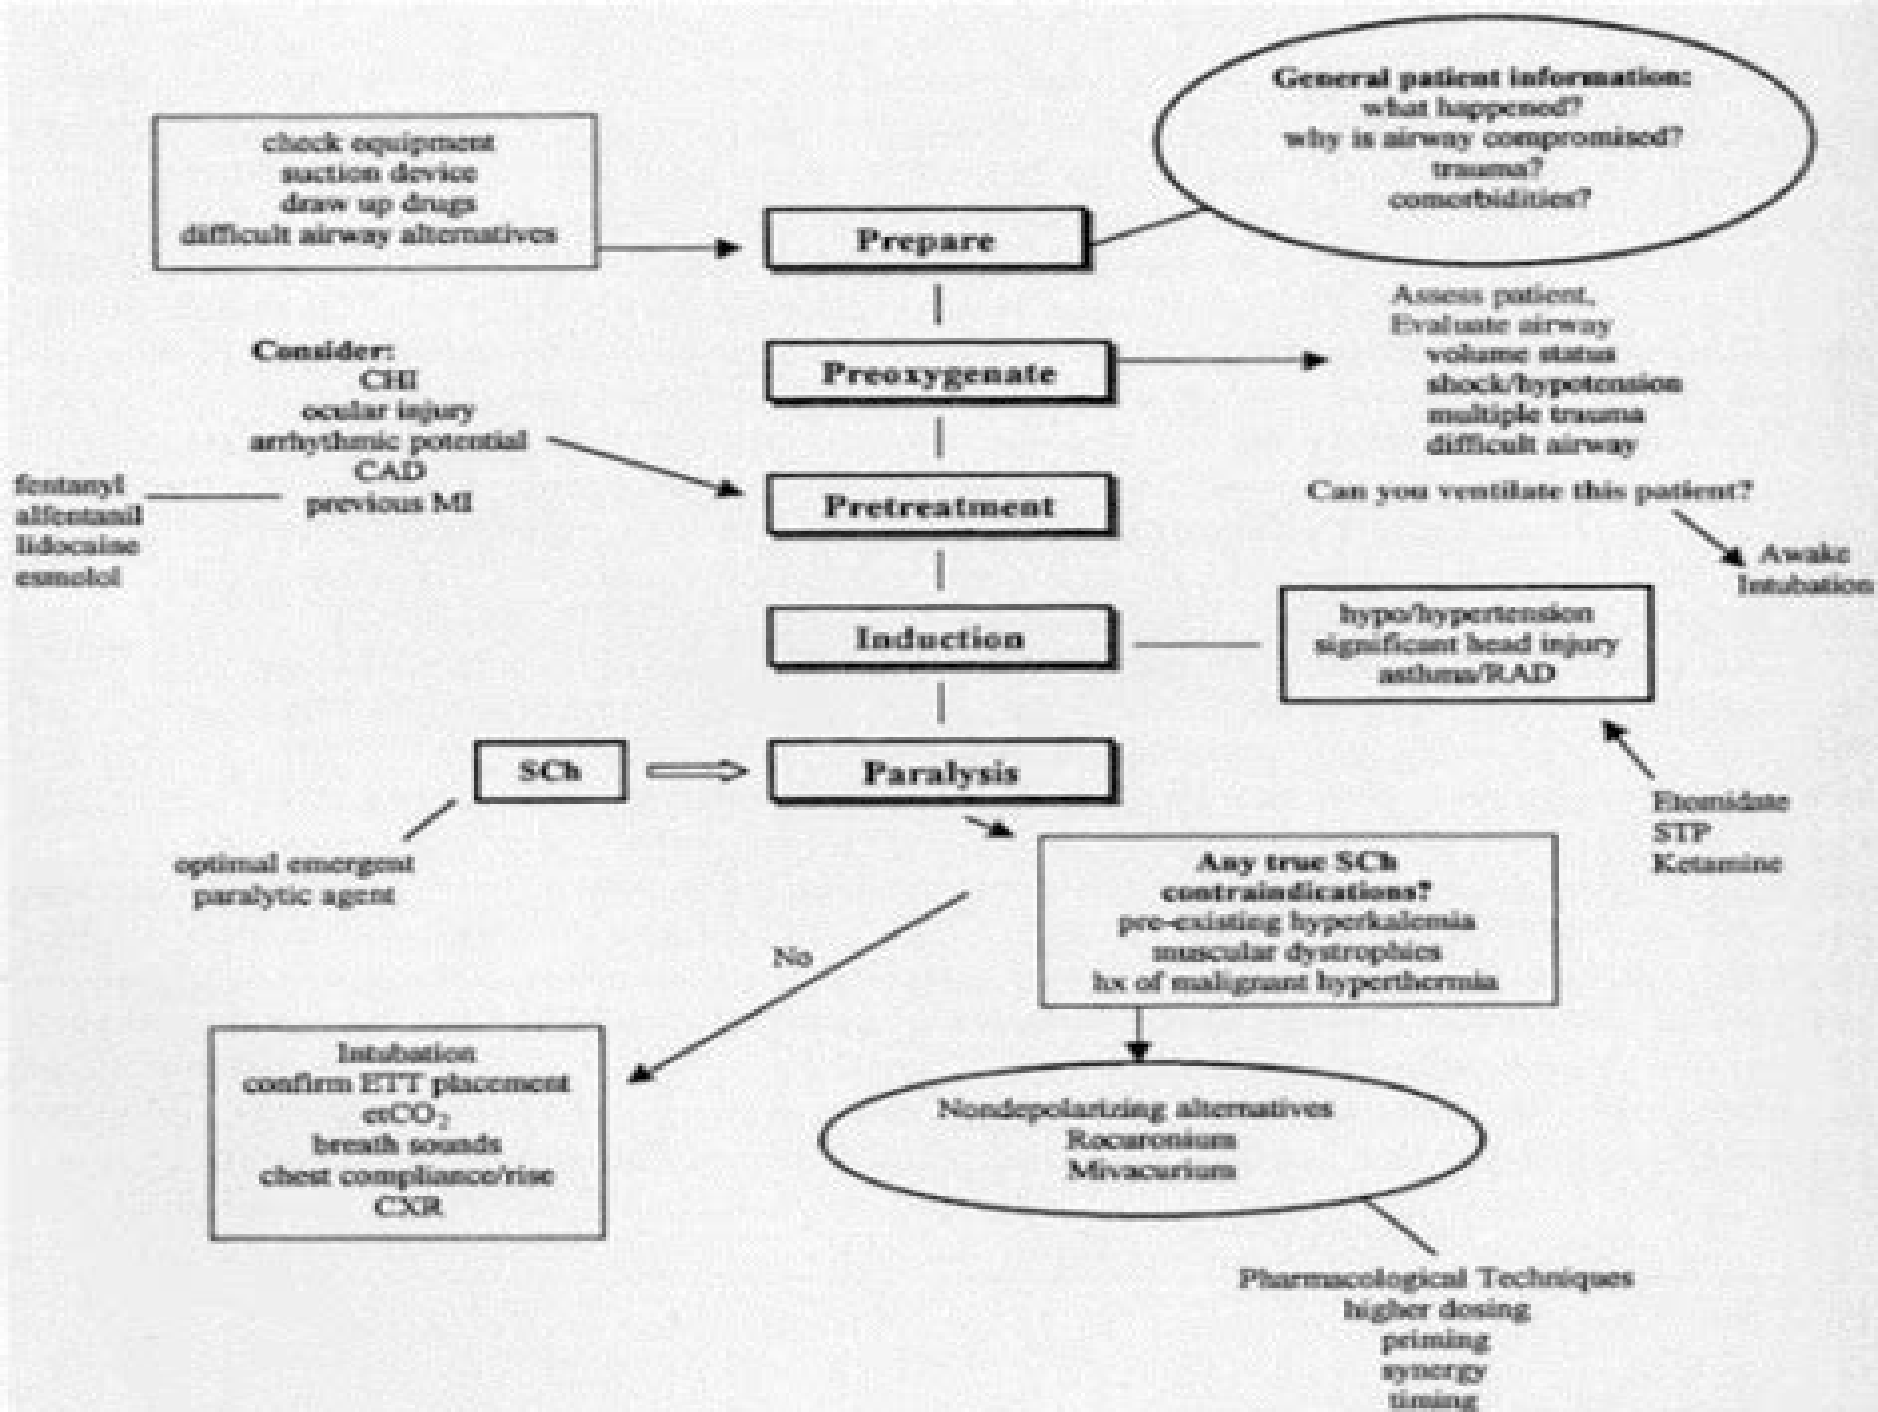 General patient information:
what happened?
why is airway compromised?
trauma?
comorbidities?
check equipment
suction device
draw up drugs
difficult airway alternatives
Prepare
Assess patient,
Evaluate airway
volume status
shock/hypotension
multiple trauma
difficult airway
Consider:
CHI
ocular injury
arrhythmic potential
CAD
previous MI
Preoxygenate
fentanyl
alfentanil
lidocaine
esmolol
Pretreatment
Can you ventilate this patient?
Awake
Intubation
Induction
hypo/hypertension
significant head injury
asthma/RAD
SCh
Paralysis
Etomidate
STP
Ketamine
optimal emergent
paralytic agent
Any true SCh
contraindications?
pre-existing hyperkalemia
muscular dystrophies
hx of malignant hyperthermia
No
Intubation
confirm ETT placement
etCO₂
breath sounds
chest compliance/rise
CXR
Nondepolarizing alternatives
Rocuronium
Mivacurium
Pharmacological Techniques
higher dosing
priming
synergy
timing